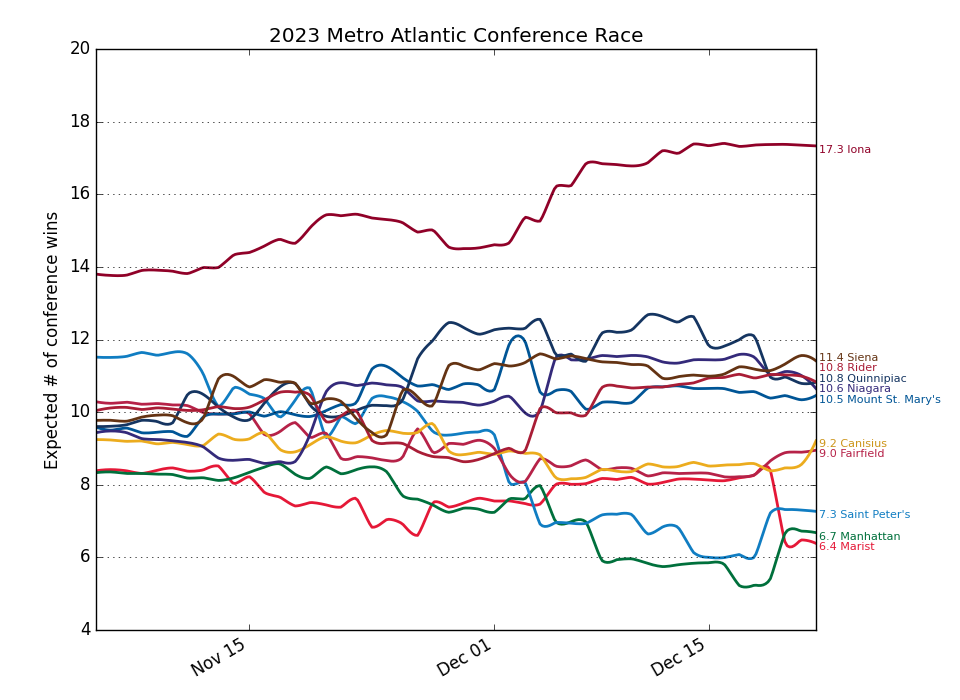 2023 Metro Atlantic Conference Race
Expected # of conference wins
20
18
16
14
12
10
8
6
4
Nov 15
Dec 01
Dec 15
17.3 Iona
11.4 Siena
10.8 Rider
10.8 Quinnipiac
10.6 Niagara
10.5 Mount St. Mary's
9.2 Canisius
9.0 Fairfield
7.3 Saint Peter's
6.7 Manhattan
6.4 Marist